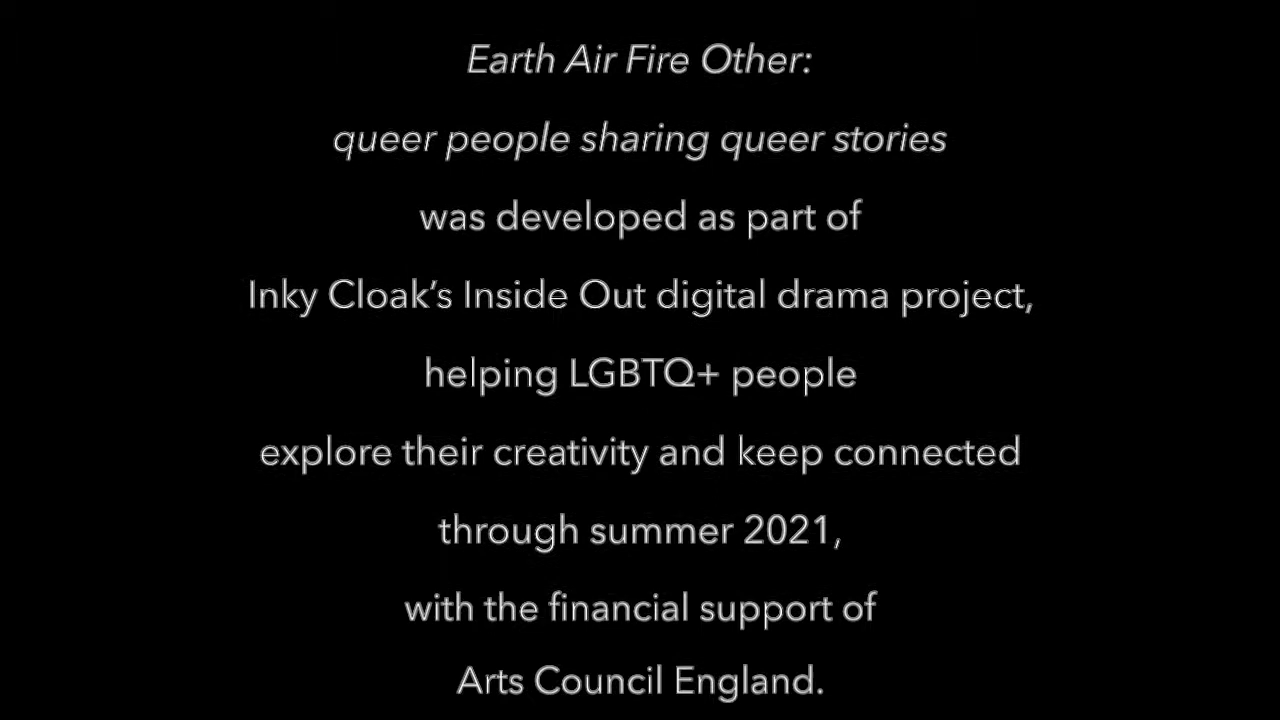 Earth Air Fire Other:
queer people sharing queer stories
was developed as part of
Inky Cloak’s Inside Out digital drama project,
helping LGBTQ+ people
explore their creativity and keep connected
through summer 2021,
with the financial support of
Arts Council England.